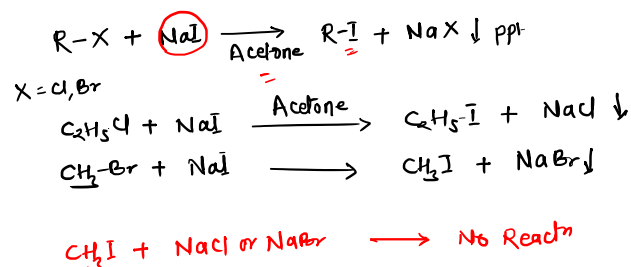 R-X + NaI ⟶ Acetone R-I + NaX ↓ ppt
X = Cl, Br
C2H5Cl + NaI ⟶ Acetone C2H5-I + NaCl ↓
CH3-Br + NaI ⟶ CH3I + NaBr ↓
CH3I + NaCl or NaBr ⟶ No Reactn